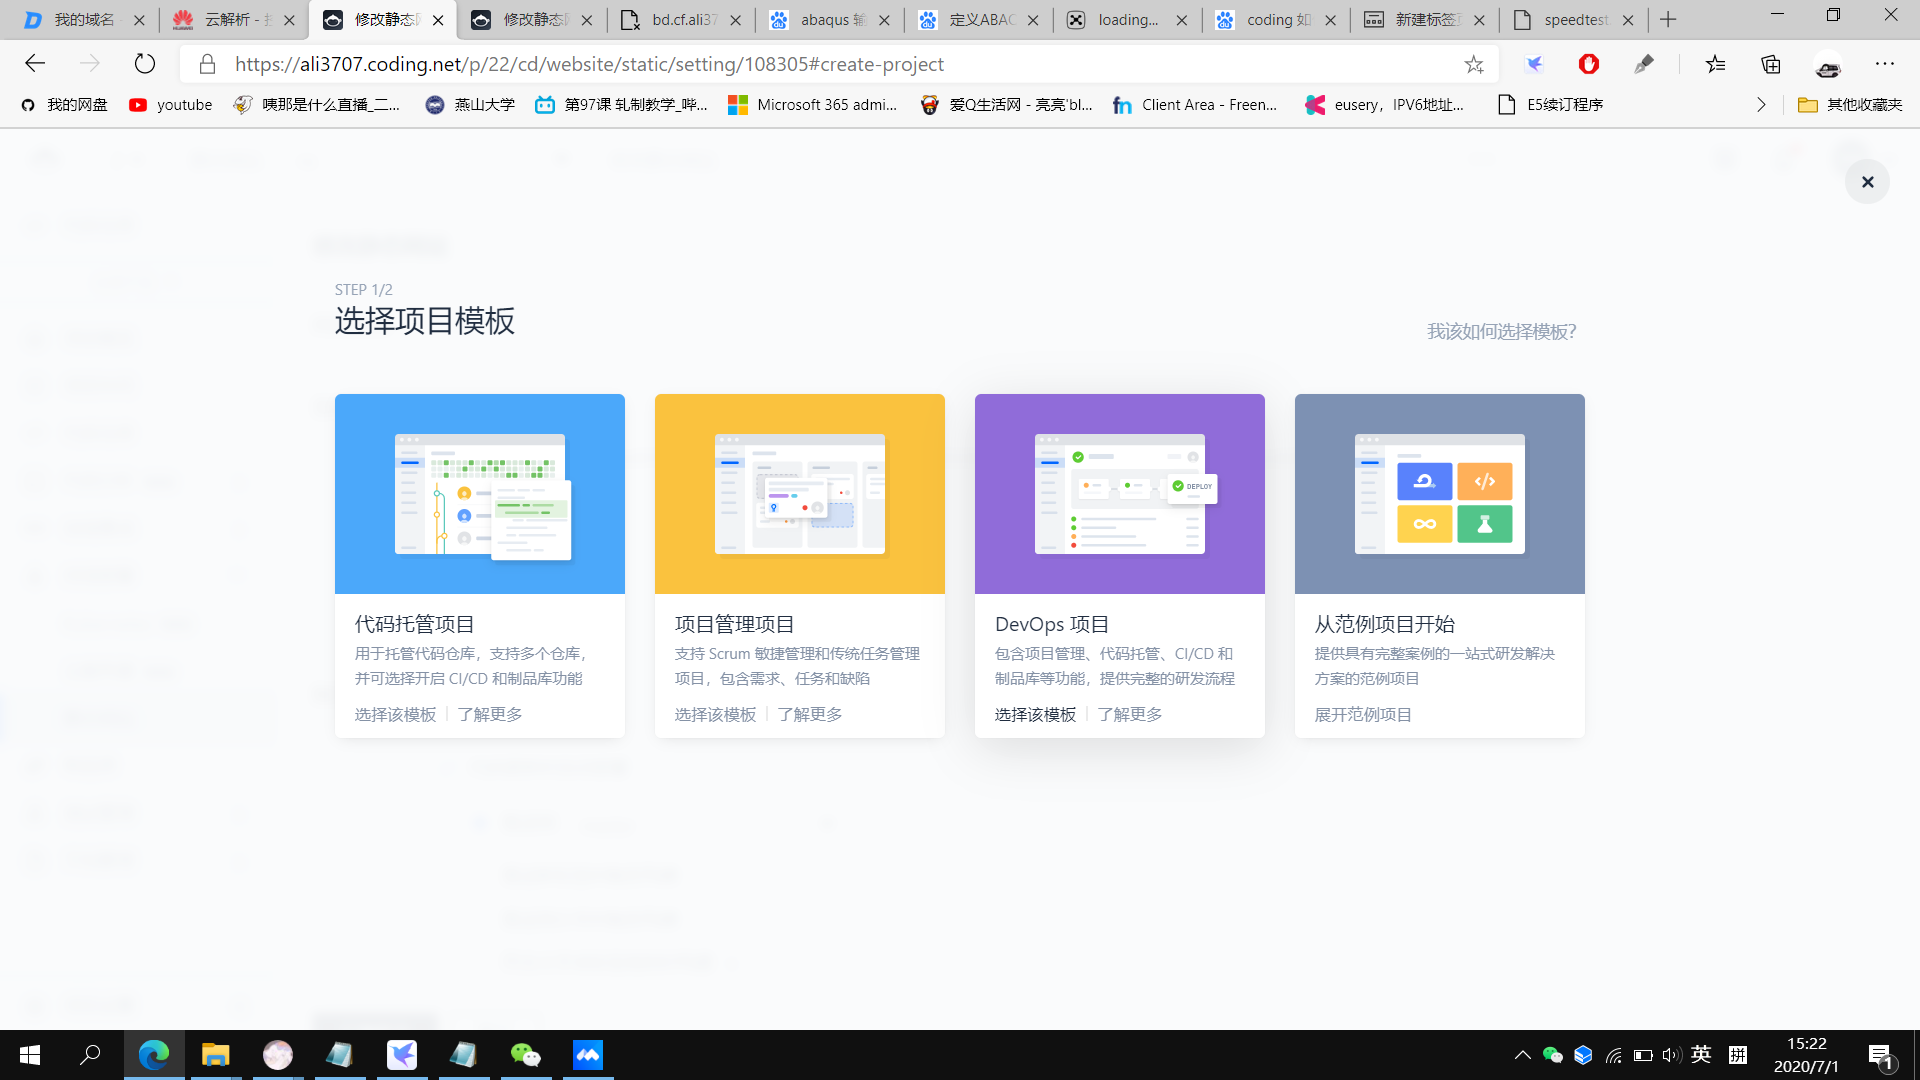 我的域名
云解析 -
修改静态
修改静态
bd.cf.ali37
abaqus 输
定义ABAC
loading...
coding 如
新建标签
speedtest.
https://ali3707.coding.net/p/22/cd/website/static/setting/108305#create-project
我的网盘
youtube
咦那是什么直播_二...
燕山大学
第97课 轧制教学_哔...
Microsoft 365 admi...
爱Q生活网 - 亮亮'bl...
Client Area - Freen...
eusery，IPV6地址...
E5续订程序
其他收藏夹
STEP 1/2
选择项目模板
我该如何选择模板?
DEPLOY
代码托管项目
用于托管代码仓库，支持多个仓库，
并可选择开启 CI/CD 和制品库功能
选择该模板 | 了解更多
项目管理项目
支持 Scrum 敏捷管理和传统任务管理
项目，包含需求、任务和缺陷
选择该模板 | 了解更多
DevOps 项目
包含项目管理、代码托管、CI/CD 和
制品库等功能，提供完整的研发流程
选择该模板 | 了解更多
从范例项目开始
提供具有完整案例的一站式研发解决
方案的范例项目
展开范例项目
英
拼
15:22
2020/7/1
1